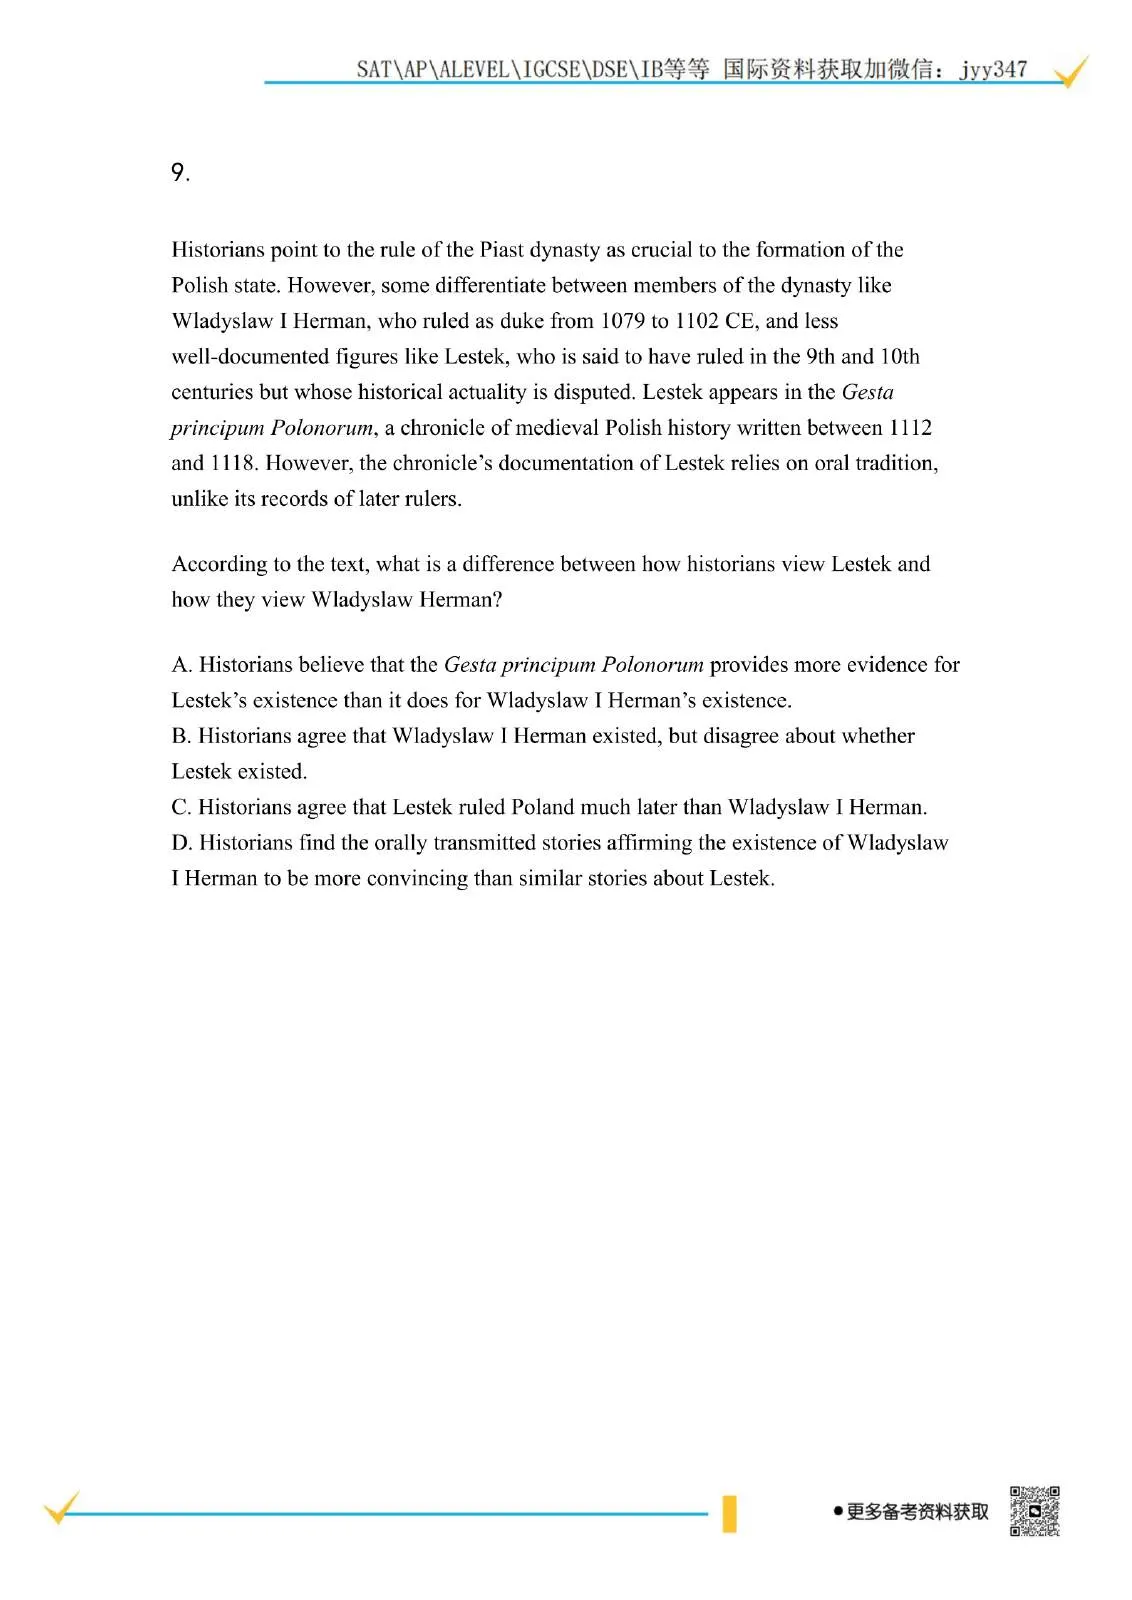 SAT\AP\ALEVEL\IGCSE\DSE\IB等等 国际资料获取加微信：jyy347
9.
Historians point to the rule of the Piast dynasty as crucial to the formation of the
Polish state. However, some differentiate between members of the dynasty like
Wladyslaw I Herman, who ruled as duke from 1079 to 1102 CE, and less
well-documented figures like Lestek, who is said to have ruled in the 9th and 10th
centuries but whose historical actuality is disputed. Lestek appears in the Gesta
principum Polonorum, a chronicle of medieval Polish history written between 1112
and 1118. However, the chronicle’s documentation of Lestek relies on oral tradition,
unlike its records of later rulers.
According to the text, what is a difference between how historians view Lestek and
how they view Wladyslaw Herman?
A. Historians believe that the Gesta principum Polonorum provides more evidence for
Lestek’s existence than it does for Wladyslaw I Herman’s existence.
B. Historians agree that Wladyslaw I Herman existed, but disagree about whether
Lestek existed.
C. Historians agree that Lestek ruled Poland much later than Wladyslaw I Herman.
D. Historians find the orally transmitted stories affirming the existence of Wladyslaw
I Herman to be more convincing than similar stories about Lestek.
●更多备考资料获取